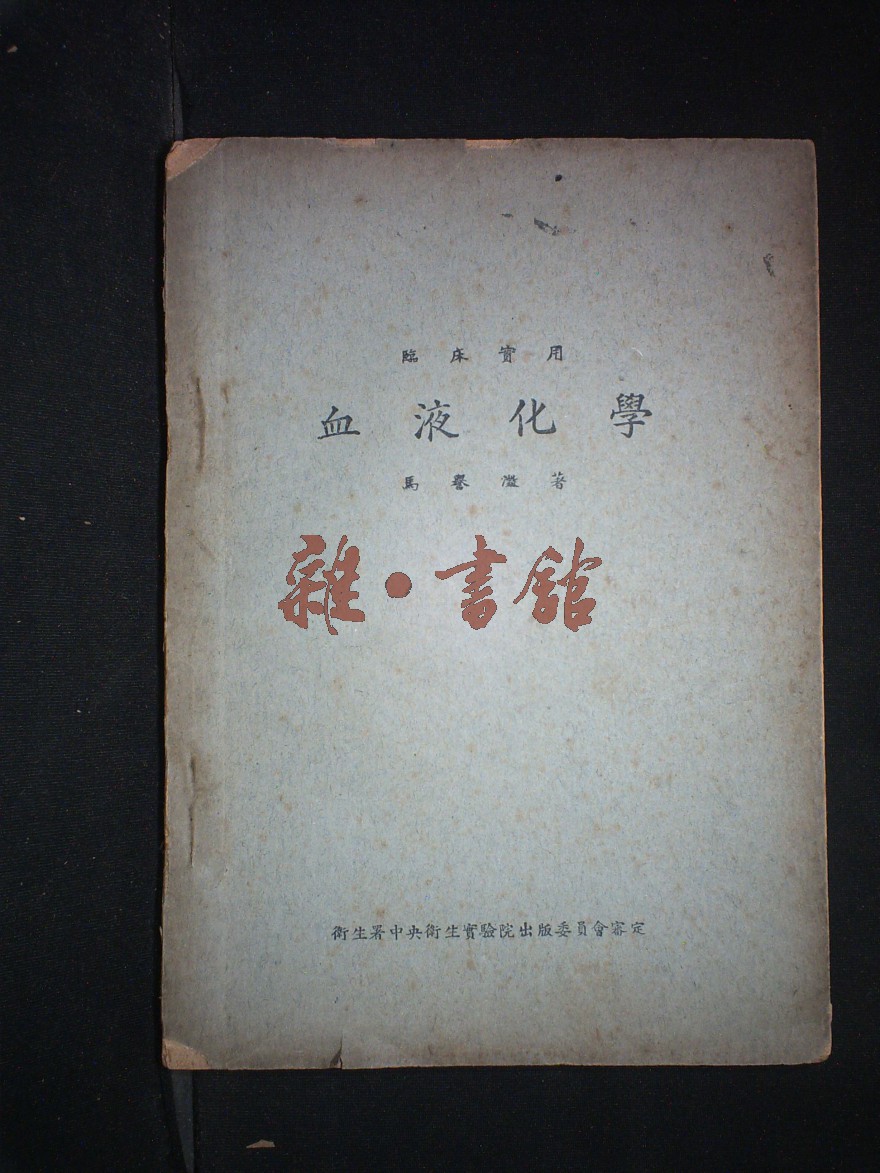 臨床實用
血液化學
馬譽澂著
雜·書館
衛生署中央衛生實驗院出版委員會審定